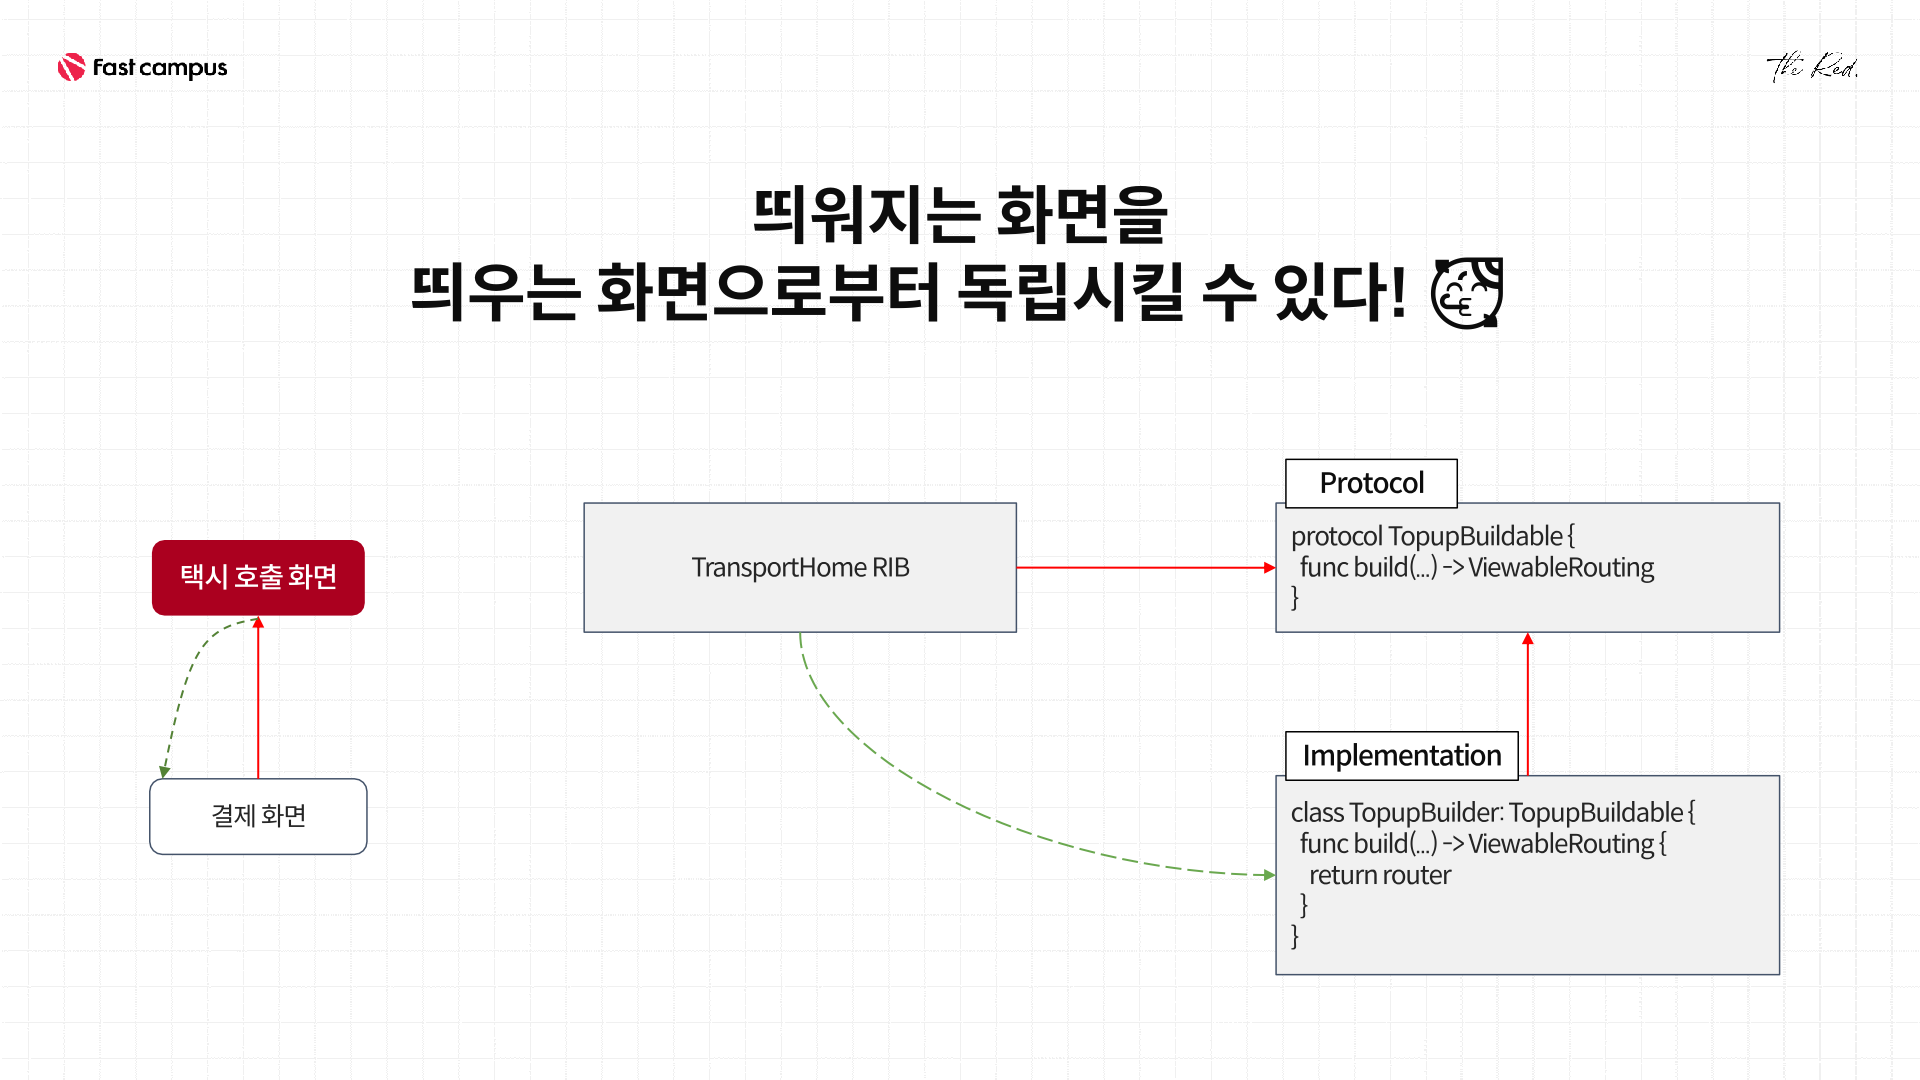 Fast campus
The Red.
띄워지는 화면을
띄우는 화면으로부터 독립시킬 수 있다!
택시 호출 화면
결제 화면
TransportHome RIB
Protocol
protocol TopupBuildable {
func build(...) -> ViewableRouting
}
Implementation
class TopupBuilder: TopupBuildable {
func build(...) -> ViewableRouting {
return router
}
}